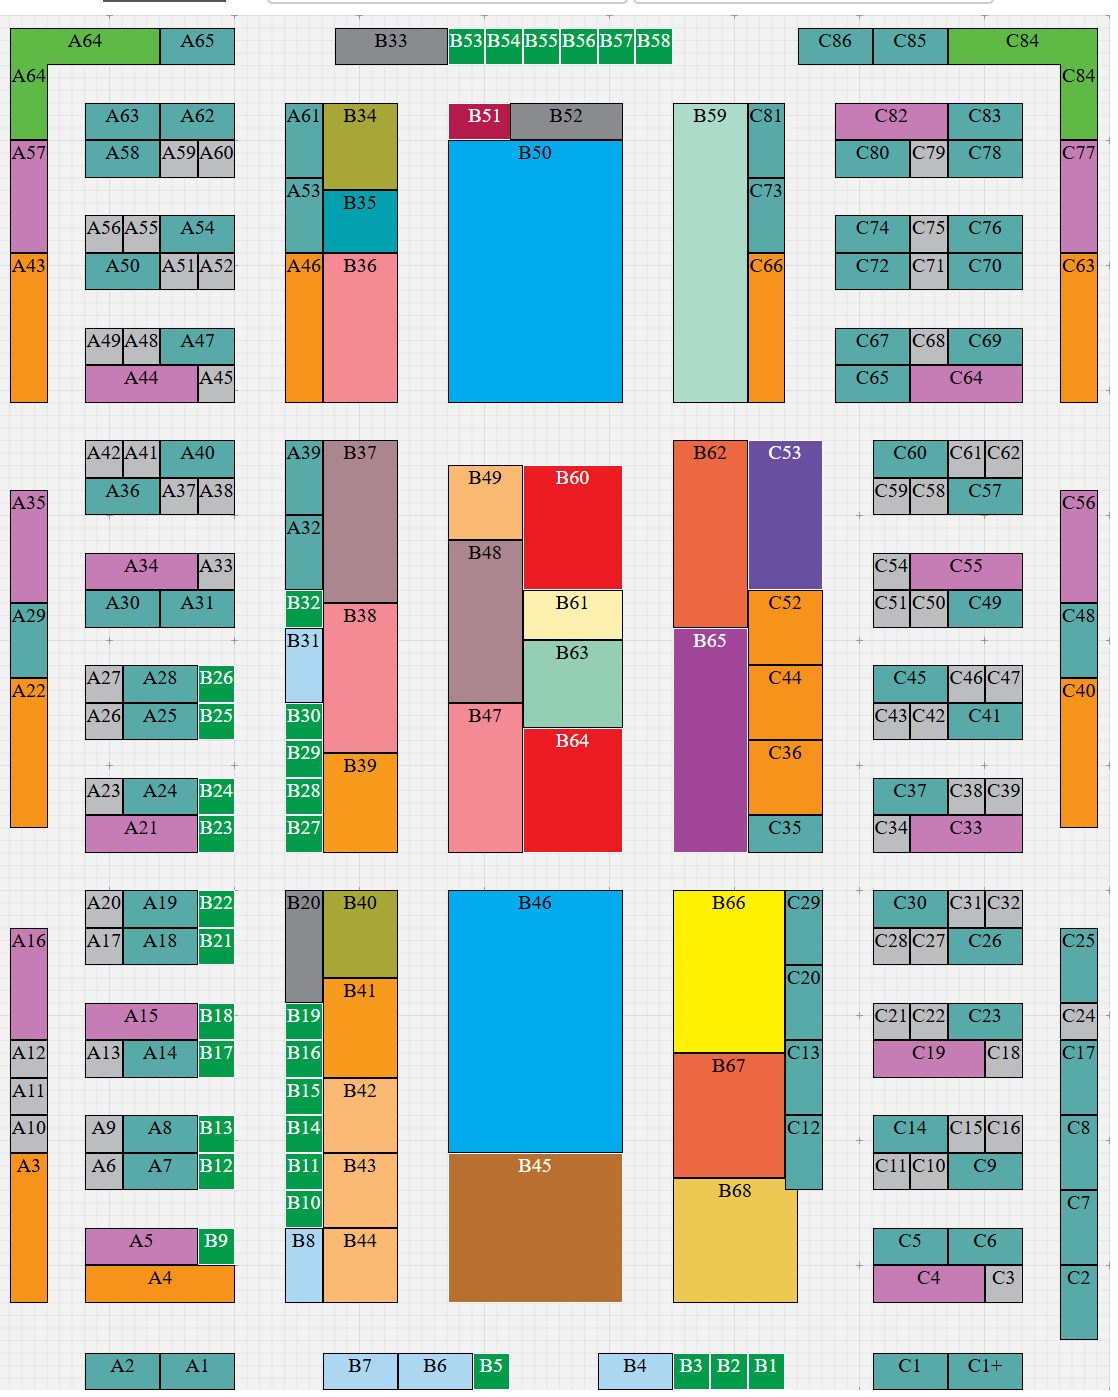 A64 A65 B33 B53 B54 B55 B56 B57 B58 C86 C85 C84
A64 C84
A63 A62 A61 B34 B51 B52 B59 C81 C82 C83
A57 A58 A59 A60 B50 C80 C79 C78 C77
A53 B35 C73
A56 A55 A54 C74 C75 C76
A43 A50 A51 A52 A46 B36 C66 C72 C71 C70 C63
A49 A48 A47 C67 C68 C69
A44 A45 C65 C64
A42 A41 A40 A39 B37 B62 C53 C60 C61 C62
B49 B60
A35 A36 A37 A38 C59 C58 C57 C56
A32
B48
A34 A33 C54 C55
A29 A30 A31 B32 B38 B61 C52 C51 C50 C49 C48
B31 B65
B63
A22 A27 A28 B26 C44 C45 C46 C47 C40
A26 A25 B25 B30 B47 C43 C42 C41
B64
B29 B39 C36
A23 A24 B24 B28 C37 C38 C39
A21 B23 B27 C35 C34 C33
A20 A19 B22 B20 B40 B46 B66 C29 C30 C31 C32
A16 A17 A18 B21 C28 C27 C26 C25
C20
B41
A15 B18 B19 C21 C22 C23 C24
A12 A13 A14 B17 B16 B67 C13 C19 C18 C17
A11 B15 B42
A10 A9 A8 B13 B14 C12 C14 C15 C16 C8
A3 A6 A7 B12 B11 B43 B45 C11 C10 C9
B68
B10 C7
A5 B9 B8 B44 C5 C6
A4 C4 C3 C2
A2 A1 B7 B6 B5 B4 B3 B2 B1 C1 C1+